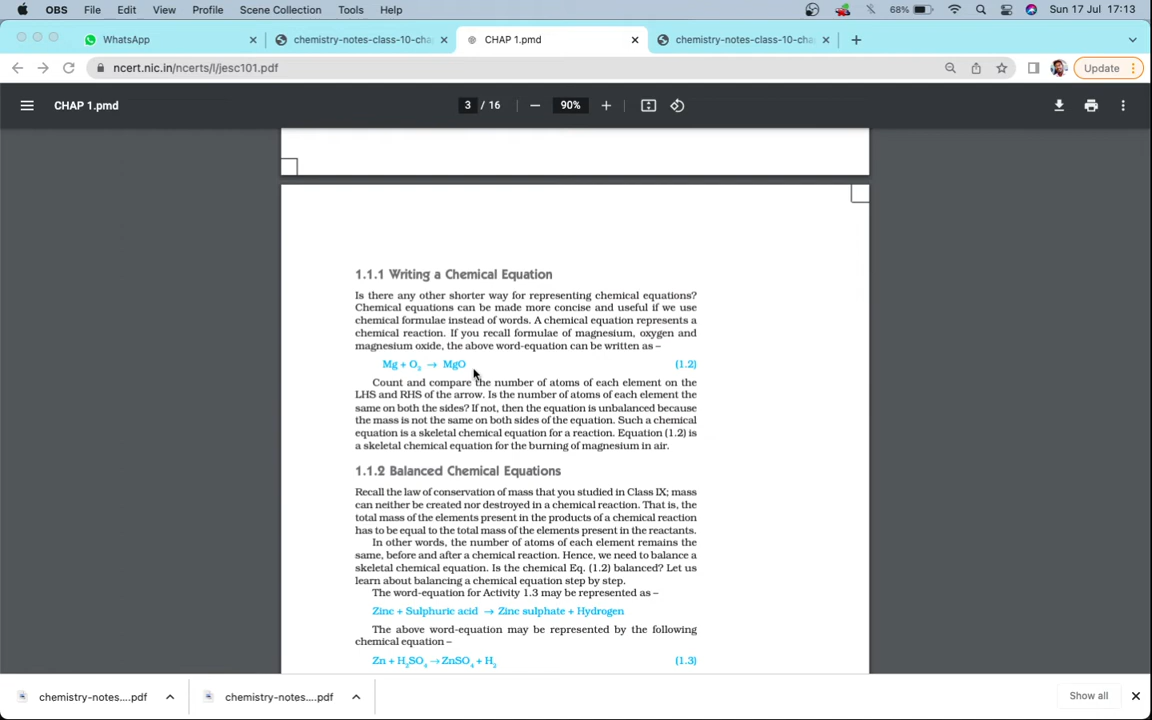 OBS File Edit View Profile Scene Collection Tools Help 68% Sun 17 Jul 17:13
WhatsApp chemistry-notes-class-10-cha CHAP 1.pmd chemistry-notes-class-10-cha
ncert.nic.in/ncerts/l/jesc101.pdf Update
CHAP 1.pmd 3 / 16 90%
1.1.1 Writing a Chemical Equation
Is there any other shorter way for representing chemical equations?
Chemical equations can be made more concise and useful if we use
chemical formulae instead of words. A chemical equation represents a
chemical reaction. If you recall formulae of magnesium, oxygen and
magnesium oxide, the above word-equation can be written as –
Mg + O₂ → MgO (1.2)
Count and compare the number of atoms of each element on the
LHS and RHS of the arrow. Is the number of atoms of each element the
same on both the sides? If not, then the equation is unbalanced because
the mass is not the same on both sides of the equation. Such a chemical
equation is a skeletal chemical equation for a reaction. Equation (1.2) is
a skeletal chemical equation for the burning of magnesium in air.
1.1.2 Balanced Chemical Equations
Recall the law of conservation of mass that you studied in Class IX; mass
can neither be created nor destroyed in a chemical reaction. That is, the
total mass of the elements present in the products of a chemical reaction
has to be equal to the total mass of the elements present in the reactants.
In other words, the number of atoms of each element remains the
same, before and after a chemical reaction. Hence, we need to balance a
skeletal chemical equation. Is the chemical Eq. (1.2) balanced? Let us
learn about balancing a chemical equation step by step.
The word-equation for Activity 1.3 may be represented as –
Zinc + Sulphuric acid → Zinc sulphate + Hydrogen
The above word-equation may be represented by the following
chemical equation –
Zn + H₂SO₄ → ZnSO₄ + H₂ (1.3)
chemistry-notes....pdf chemistry-notes....pdf Show all